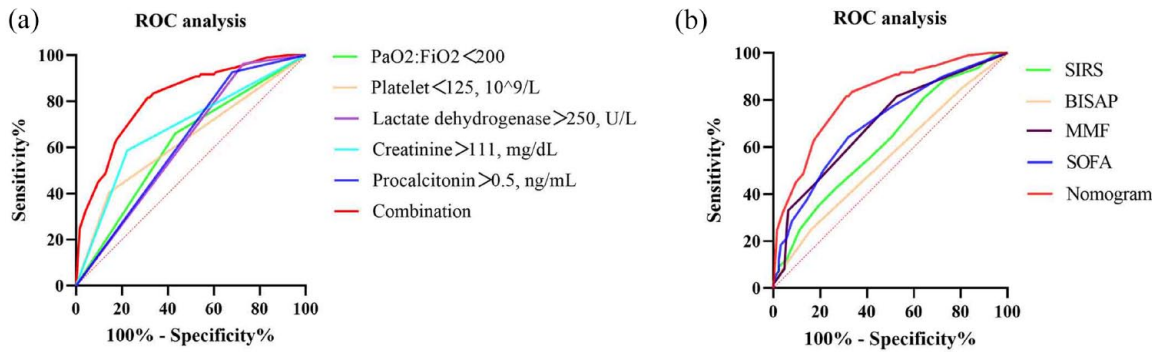 (a)
ROC analysis
Sensitivity%
100
80
60
40
20
0
0 20 40 60 80 100
100% - Specificity%
PaO2:FiO2<200
Platelet<125, 10^9/L
Lactate dehydrogenase>250, U/L
Creatinine>111, mg/dL
Procalcitonin>0.5, ng/mL
Combination
(b)
ROC analysis
Sensitivity%
100
80
60
40
20
0
0 20 40 60 80 100
100% - Specificity%
SIRS
BISAP
MMF
SOFA
Nomogram